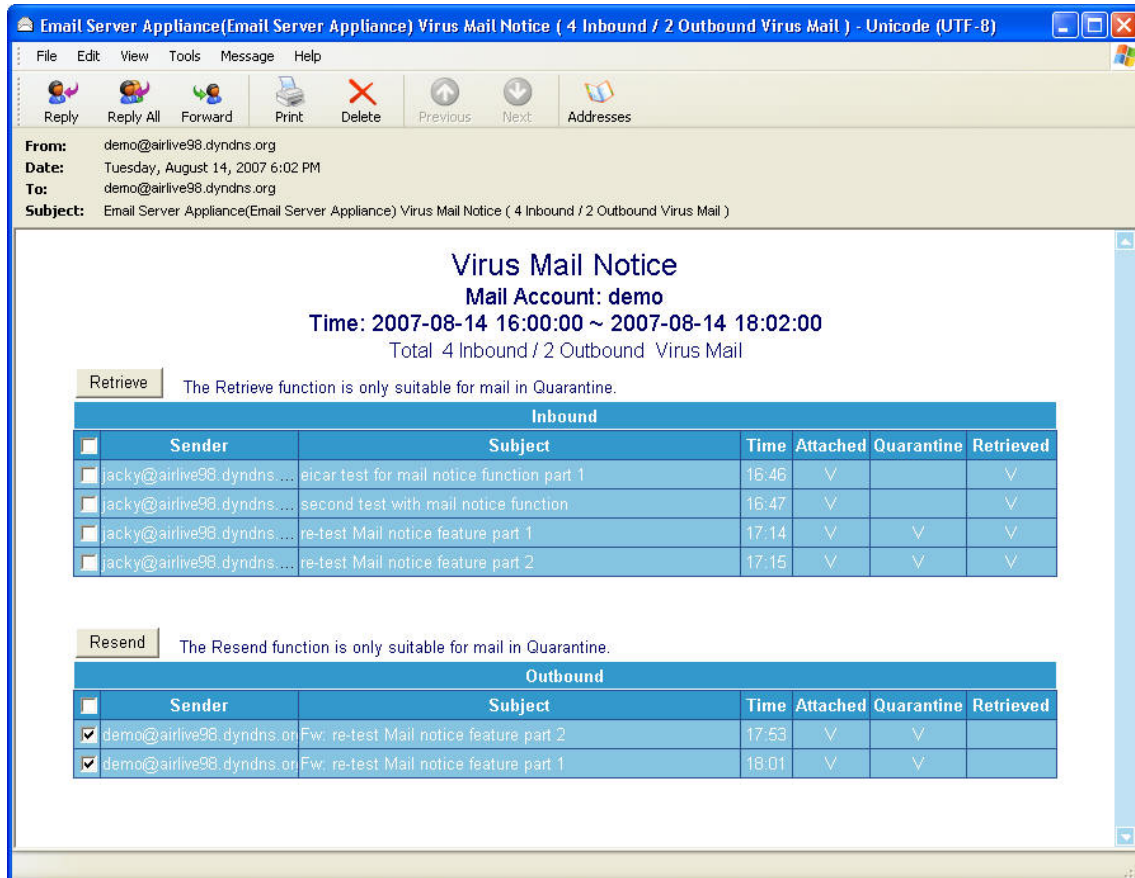 Email Server Appliance(Email Server Appliance) Virus Mail Notice ( 4 Inbound / 2 Outbound Virus Mail ) - Unicode (UTF-8)
File Edit View Tools Message Help
Reply Reply All Forward Print Delete Previous Next Addresses
From: demo@airlive98.dyndns.org
Date: Tuesday, August 14, 2007 6:02 PM
To: demo@airlive98.dyndns.org
Subject: Email Server Appliance(Email Server Appliance) Virus Mail Notice ( 4 Inbound / 2 Outbound Virus Mail )
Virus Mail Notice
Mail Account: demo
Time: 2007-08-14 16:00:00 ~ 2007-08-14 18:02:00
Total 4 Inbound / 2 Outbound Virus Mail
Retrieve The Retrieve function is only suitable for mail in Quarantine.
Inbound
Sender Subject Time Attached Quarantine Retrieved
jacky@airlive98.dyndns.... eicar test for mail notice function part 1 16:46 V V
jacky@airlive98.dyndns.... second test with mail notice function 16:47 V V
jacky@airlive98.dyndns.... re-test Mail notice feature part 1 17:14 V V V
jacky@airlive98.dyndns.... re-test Mail notice feature part 2 17:15 V V V
Resend The Resend function is only suitable for mail in Quarantine.
Outbound
Sender Subject Time Attached Quarantine Retrieved
demo@airlive98.dyndns.or Fw: re-test Mail notice feature part 2 17:53 V V
demo@airlive98.dyndns.or Fw: re-test Mail notice feature part 1 18:01 V V